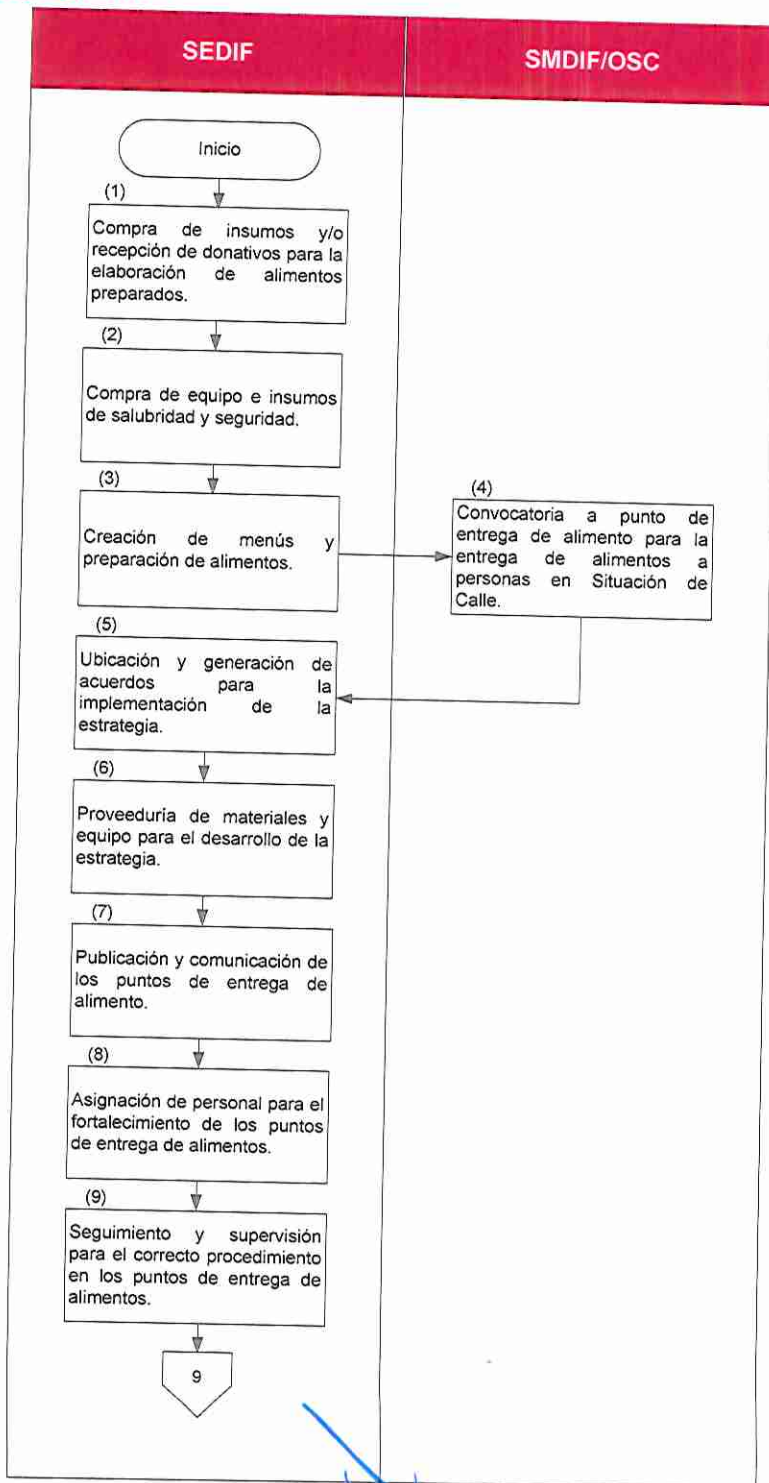 SEDIF
SMDIF/OSC
Inicio
(1)
Compra de insumos y/o
recepción de donativos para la
elaboración de alimentos
preparados.
(2)
Compra de equipo e insumos
de salubridad y seguridad.
(3)
Creación de menús y
preparación de alimentos.
(4)
Convocatoria a punto de
entrega de alimento para la
entrega de alimentos a
personas en Situación de
Calle.
(5)
Ubicación y generación de
acuerdos para la
implementación de la
estrategia.
(6)
Proveeduría de materiales y
equipo para el desarrollo de la
estrategia.
(7)
Publicación y comunicación de
los puntos de entrega de
alimento.
(8)
Asignación de personal para el
fortalecimiento de los puntos
de entrega de alimentos.
(9)
Seguimiento y supervisión
para el correcto procedimiento
en los puntos de entrega de
alimentos.
9